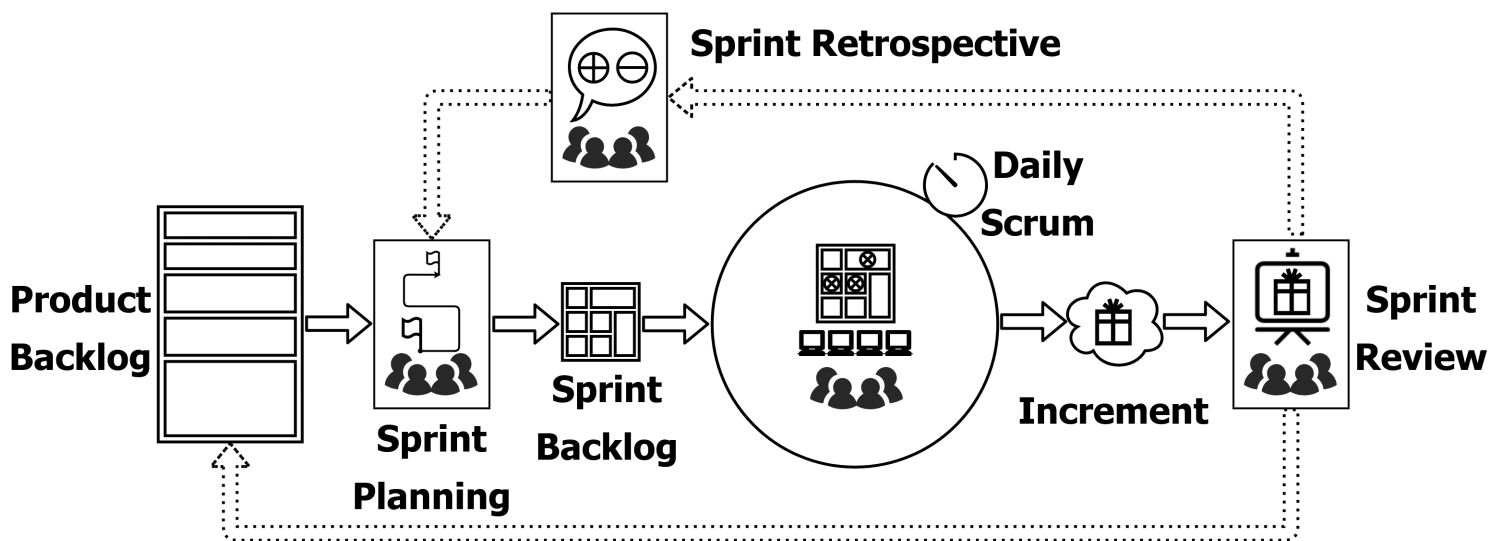 Sprint Retrospective
Daily
Scrum
Product
Backlog
Sprint
Planning
Sprint
Backlog
Increment
Sprint
Review